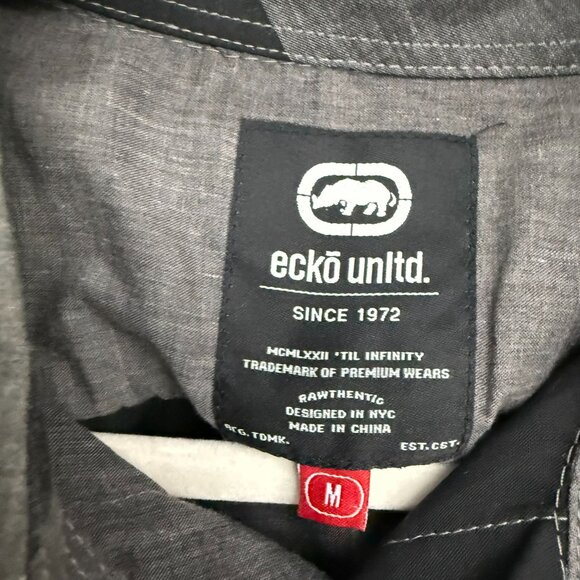 eckō unltd.
SINCE 1972
MCMLXXII 'TIL INFINITY
TRADEMARK OF PREMIUM WEARS
RAWTHENTIC
DESIGNED IN NYC
MADE IN CHINA
TDMK. EST. CST.
M